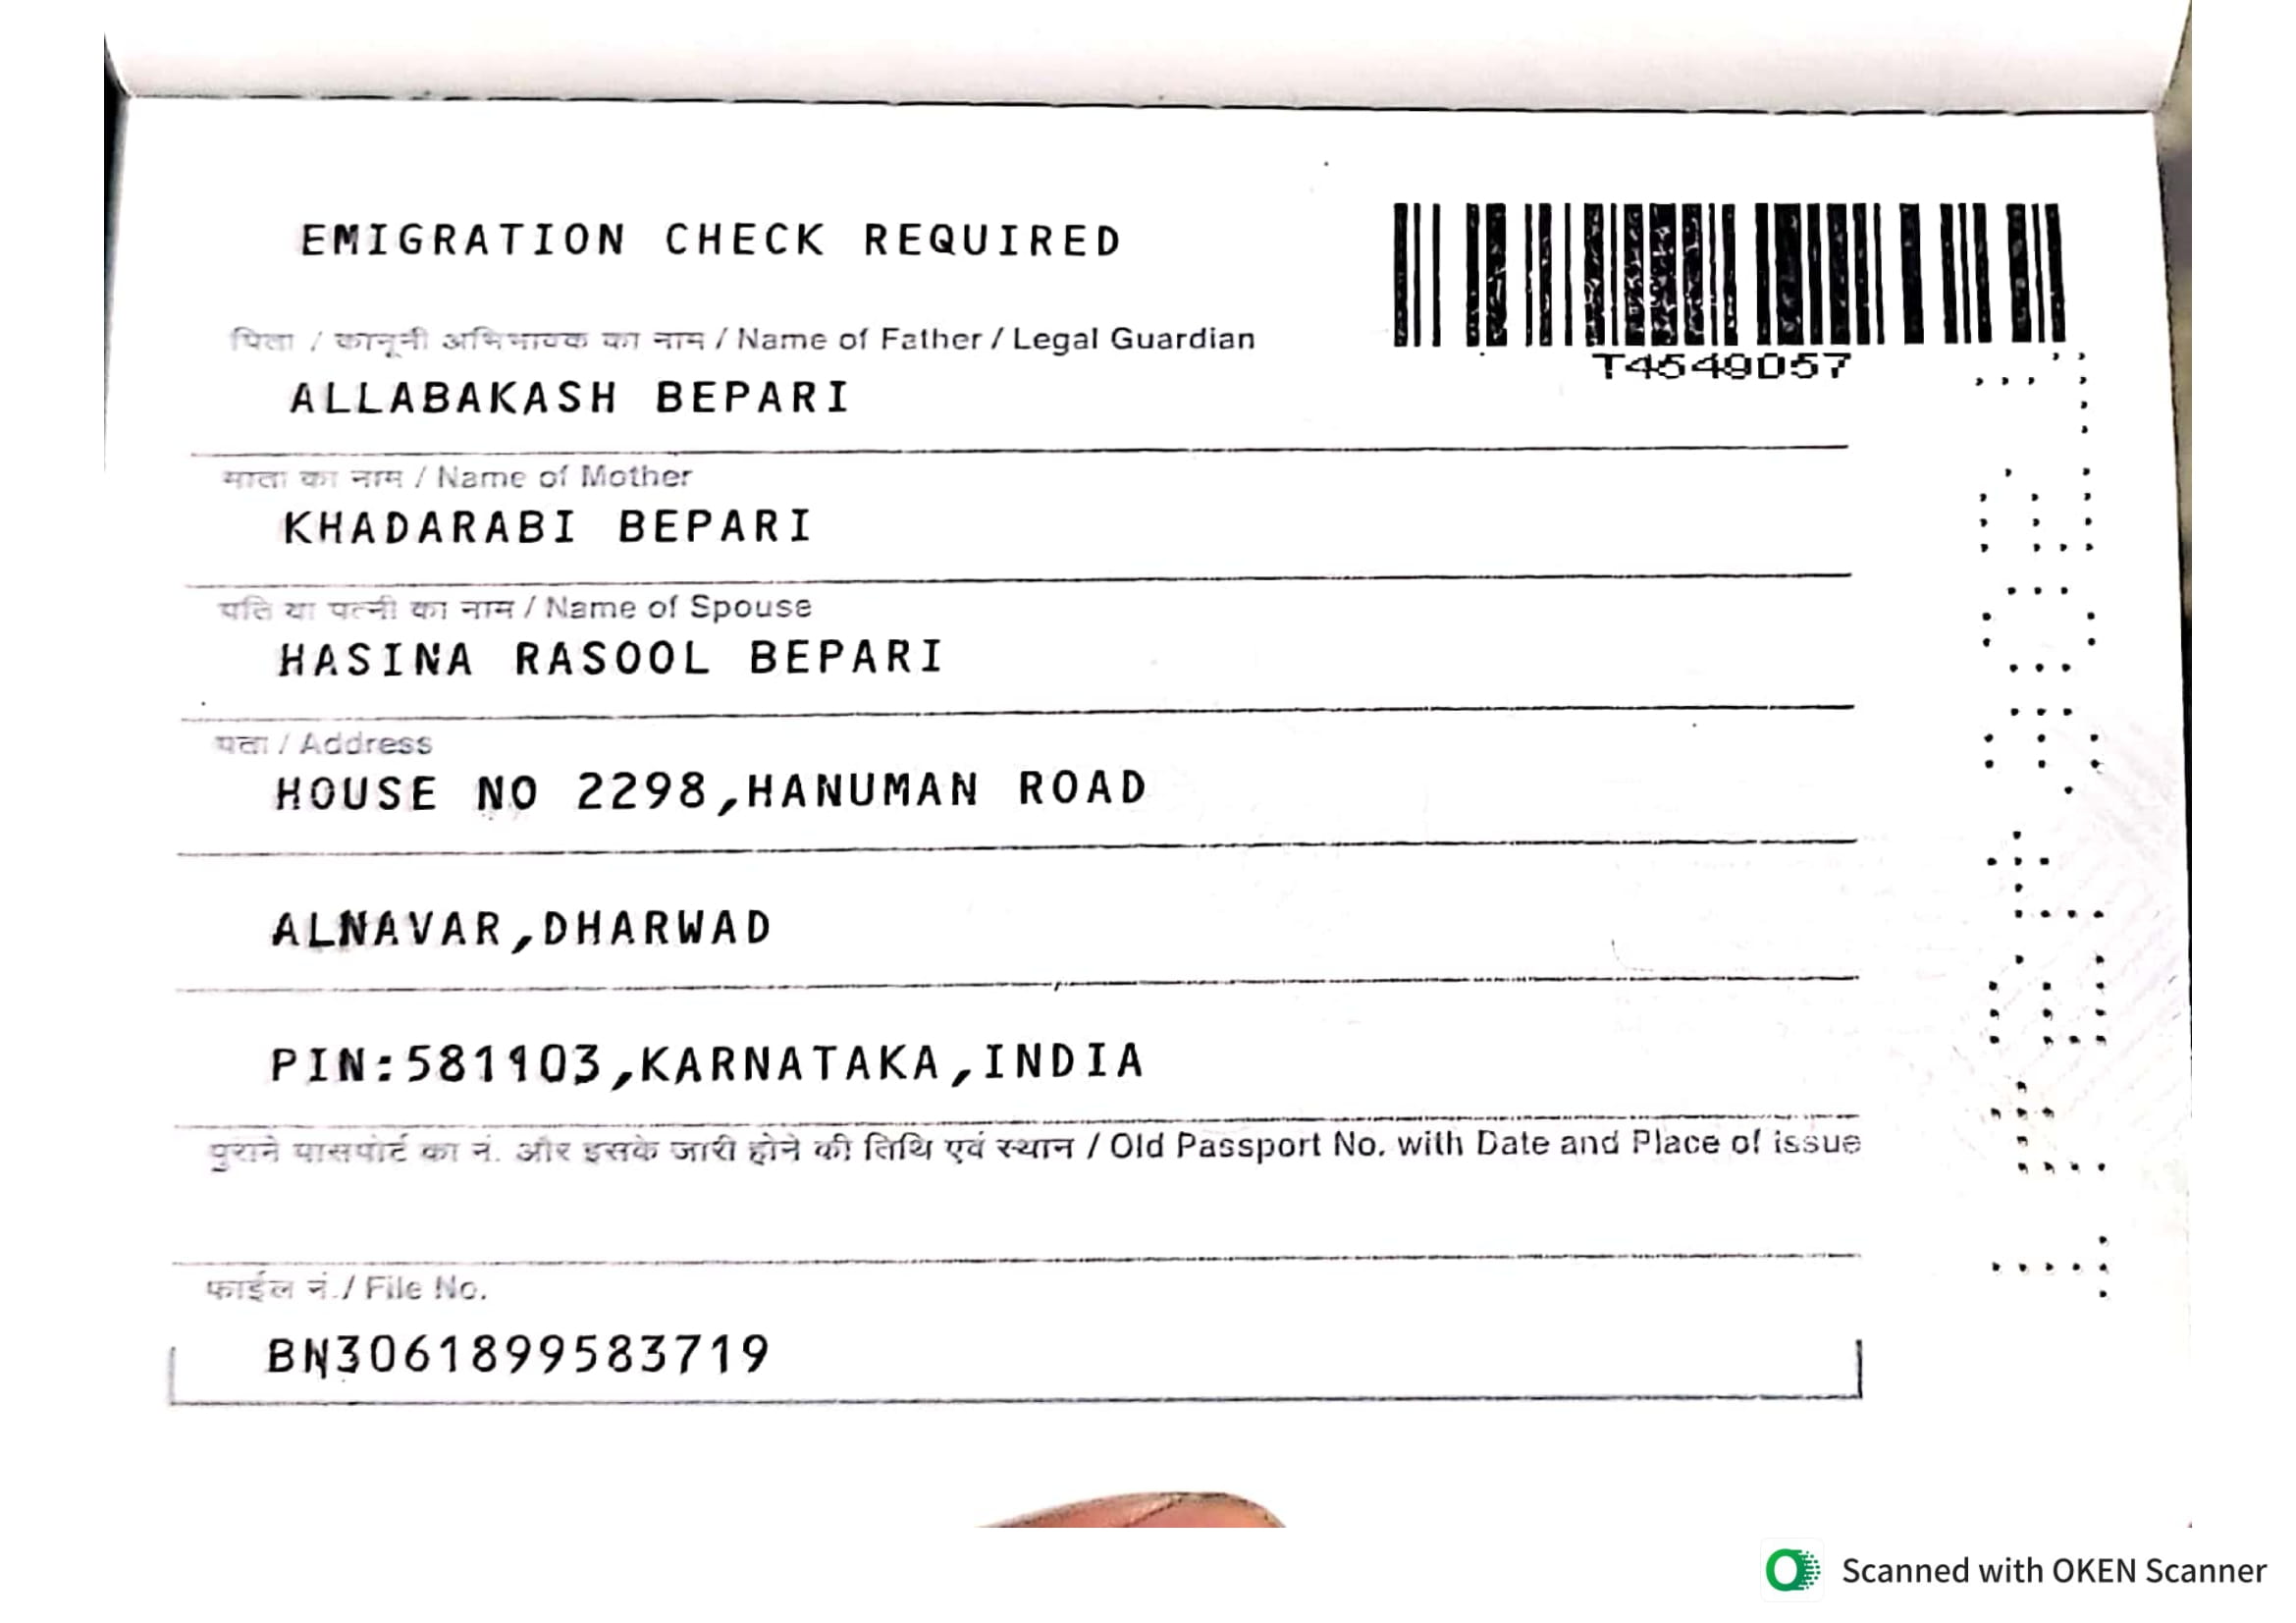 EMIGRATION CHECK REQUIRED
T4549057
पिता / कानूनी अभिभावक का नाम / Name of Father / Legal Guardian
ALLABAKASH BEPARI
माता का नाम / Name of Mother
KHADARABI BEPARI
पति या पत्नी का नाम / Name of Spouse
HASINA RASOOL BEPARI
पता / Address
HOUSE NO 2298,HANUMAN ROAD
ALNAVAR,DHARWAD
PIN:581103,KARNATAKA,INDIA
पुराने पासपोर्ट का नं. और इसके जारी होने की तिथि एवं स्थान / Old Passport No. with Date and Place of issue
फाईल नं./ File No.
BN3061899583719
Scanned with OKEN Scanner